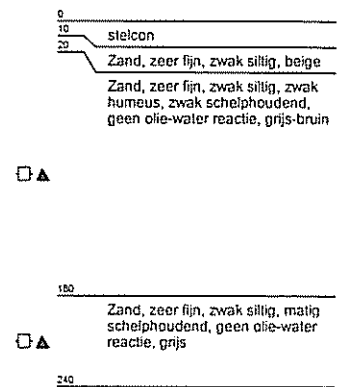 0
10
stelcon
20
Zand, zeer fijn, zwak siltig, beige
Zand, zeer fijn, zwak siltig, zwak
humeus, zwak schelphoudend,
geen olie-water reactie, grijs-bruin
180
Zand, zeer fijn, zwak siltig, matig
schelphoudend, geen olie-water
reactie, grijs
240